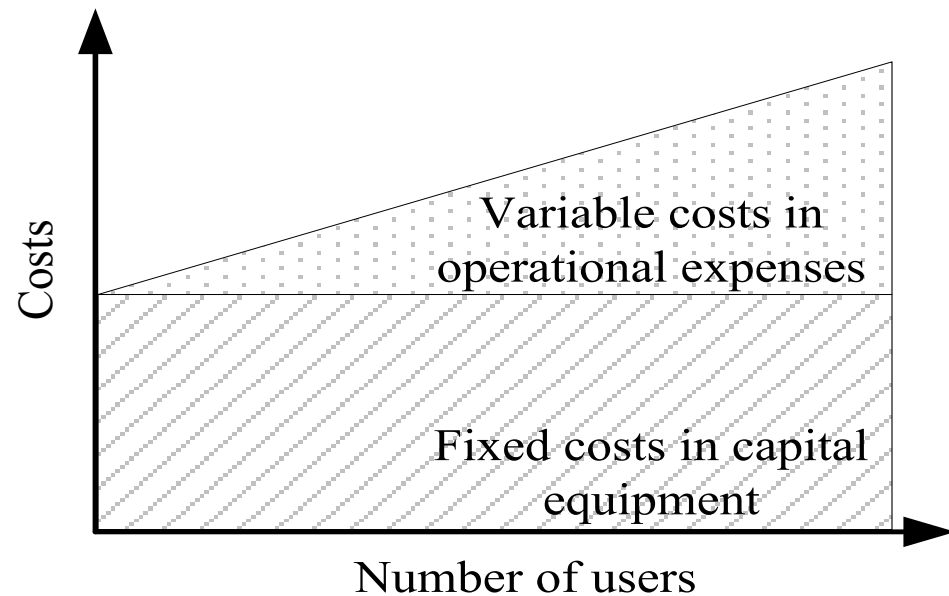 Costs
Variable costs in
operational expenses
Fixed costs in capital
equipment
Number of users